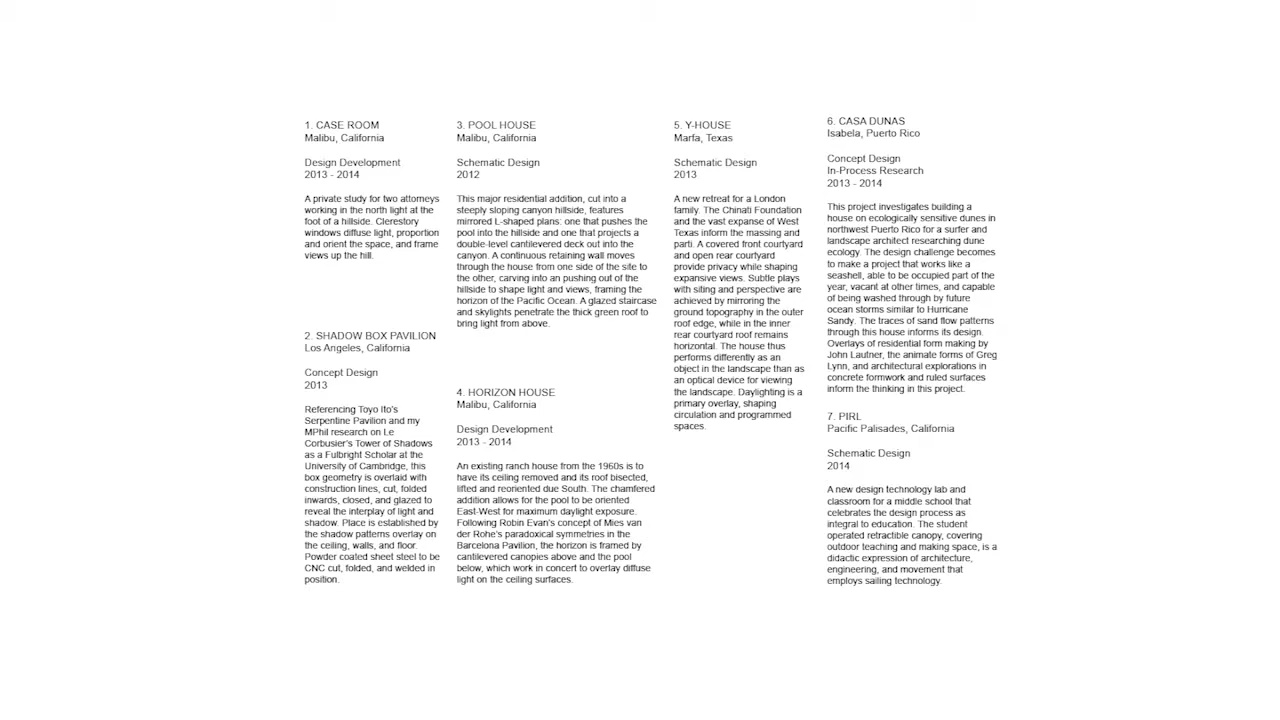 1. CASE ROOM
Malibu, California
Design Development
2013 - 2014
A private study for two attorneys
working in the north light at the
foot of a hillside. Clerestory
windows diffuse light, proportion
and orient the space, and frame
views up the hill.
2. SHADOW BOX PAVILION
Los Angeles, California
Concept Design
2013
Referencing Toyo Ito's
Serpentine Pavilion and my
MPhil research on Le
Corbusier's Tower of Shadows
as a Fulbright Scholar at the
University of Cambridge, this
box geometry is overlaid with
construction lines, cut, folded
inwards, closed, and glazed to
reveal the interplay of light and
shadow. Place is established by
the shadow patterns overlay on
the ceiling, walls, and floor.
Powder coated sheet steel to be
CNC cut, folded, and welded in
position.
3. POOL HOUSE
Malibu, California
Schematic Design
2012
This major residential addition, cut into a
steeply sloping canyon hillside, features
mirrored L-shaped plans: one that pushes the
pool into the hillside and one that projects a
double-level cantilevered deck out into the
canyon. A continuous retaining wall moves
through the house from one side of the site to
the other, carving into an pushing out of the
hillside to shape light and views, framing the
horizon of the Pacific Ocean. A glazed staircase
and skylights penetrate the thick green roof to
bring light from above.
4. HORIZON HOUSE
Malibu, California
Design Development
2013 - 2014
An existing ranch house from the 1960s is to
have its ceiling removed and its roof bisected,
lifted and reoriented due South. The chamfered
addition allows for the pool to be oriented
East-West for maximum daylight exposure.
Following Robin Evan's concept of Mies van
der Rohe's paradoxical symmetries in the
Barcelona Pavilion, the horizon is framed by
cantilevered canopies above and the pool
below, which work in concert to overlay diffuse
light on the ceiling surfaces.
5. Y-HOUSE
Marfa, Texas
Schematic Design
2013
A new retreat for a London
family. The Chinati Foundation
and the vast expanse of West
Texas inform the massing and
parti. A covered front courtyard
and open rear courtyard
provide privacy while shaping
expansive views. Subtle plays
with siting and perspective are
achieved by mirroring the
ground topography in the outer
roof edge, while in the inner
rear courtyard roof remains
horizontal. The house thus
performs differently as an
object in the landscape than as
an optical device for viewing
the landscape. Daylighting is a
primary overlay, shaping
circulation and programmed
spaces.
6. CASA DUNAS
Isabela, Puerto Rico
Concept Design
In-Process Research
2013 - 2014
This project investigates building a
house on ecologically sensitive dunes in
northwest Puerto Rico for a surfer and
landscape architect researching dune
ecology. The design challenge becomes
to make a project that works like a
seashell, able to be occupied part of the
year, vacant at other times, and capable
of being washed through by future
ocean storms similar to Hurricane
Sandy. The traces of sand flow patterns
through this house informs its design.
Overlays of residential form making by
John Lautner, the animate forms of Greg
Lynn, and architectural explorations in
concrete formwork and ruled surfaces
inform the thinking in this project.
7. PIRL
Pacific Palisades, California
Schematic Design
2014
A new design technology lab and
classroom for a middle school that
celebrates the design process as
integral to education. The student
operated retractible canopy, covering
outdoor teaching and making space, is a
didactic expression of architecture,
engineering, and movement that
employs sailing technology.